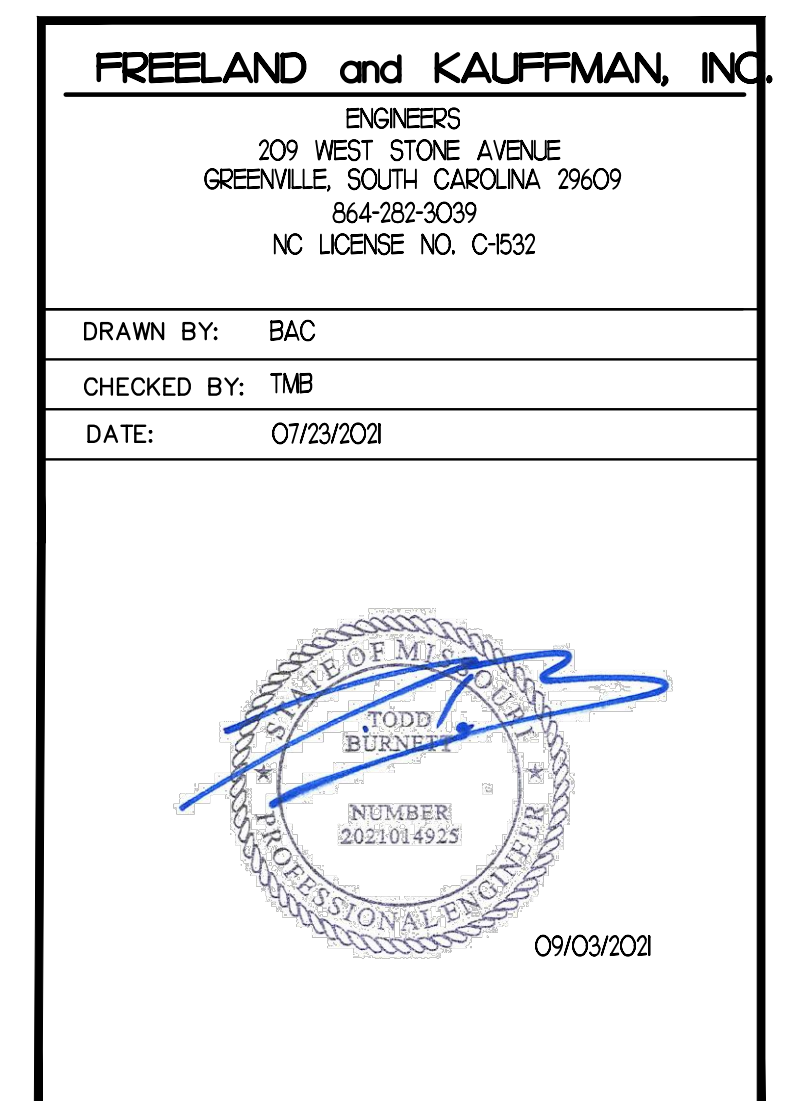 FREELAND and KAUFFMAN, INC.
ENGINEERS
209 WEST STONE AVENUE
GREENVILLE, SOUTH CAROLINA 29609
864-282-3039
NC LICENSE NO. C-1532
DRAWN BY: BAC
CHECKED BY: TMB
DATE: 07/23/2021
STATE OF MISSOURI
TODD
BURNETT
NUMBER
2021014925
PROFESSIONAL ENGINEER
09/03/2021